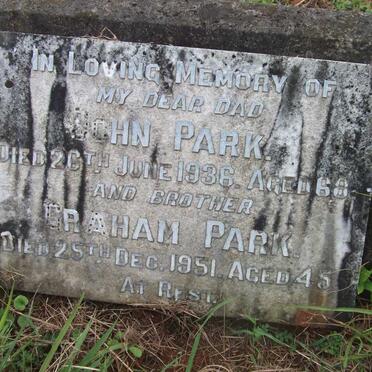 In Loving Memory of
my dear dad
John Park.
Died 20th June 1936. Aged 68.
and brother
Graham Park.
Died 25th Dec. 1951. Aged 45
At Rest.